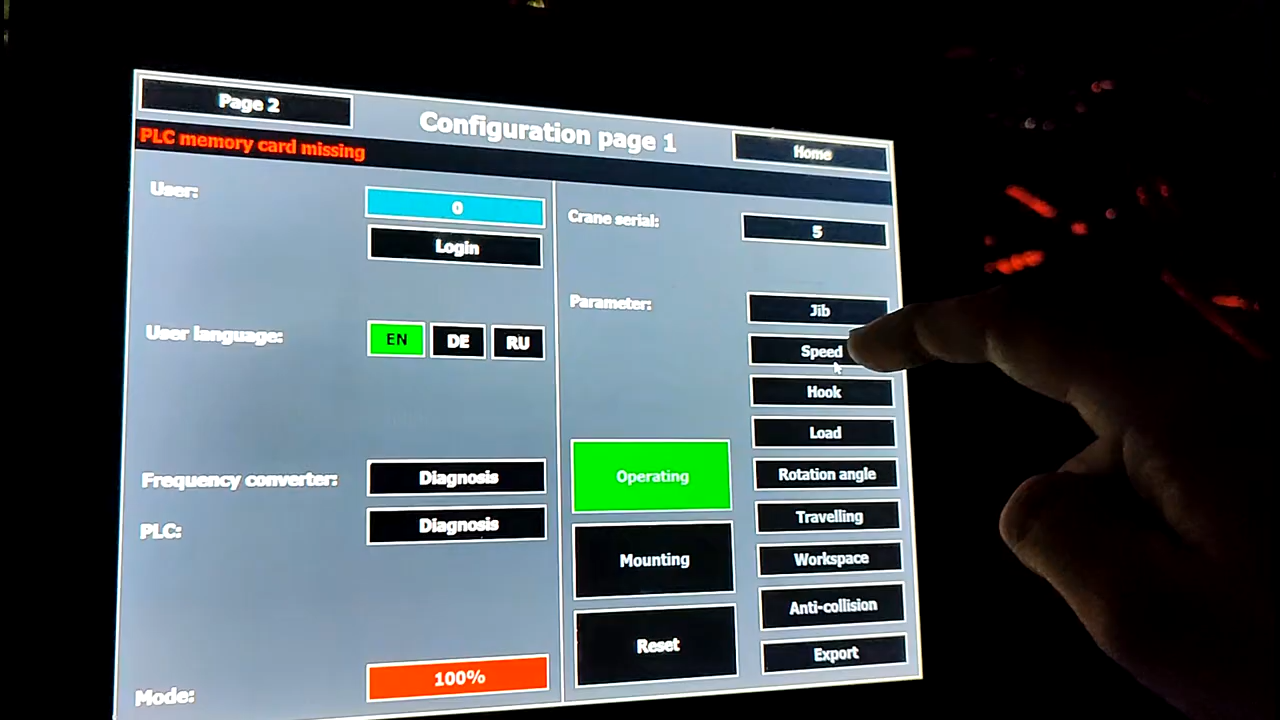 Page 2
Configuration page 1
Home
PLC memory card missing
User:
0
Login
User language:
EN
DE
RU
Frequency converter:
Diagnosis
PLC:
Diagnosis
Mode:
100%
Crane serial:
5
Parameter:
Jib
Speed
Hook
Load
Rotation angle
Travelling
Workspace
Anti-collision
Export
Operating
Mounting
Reset